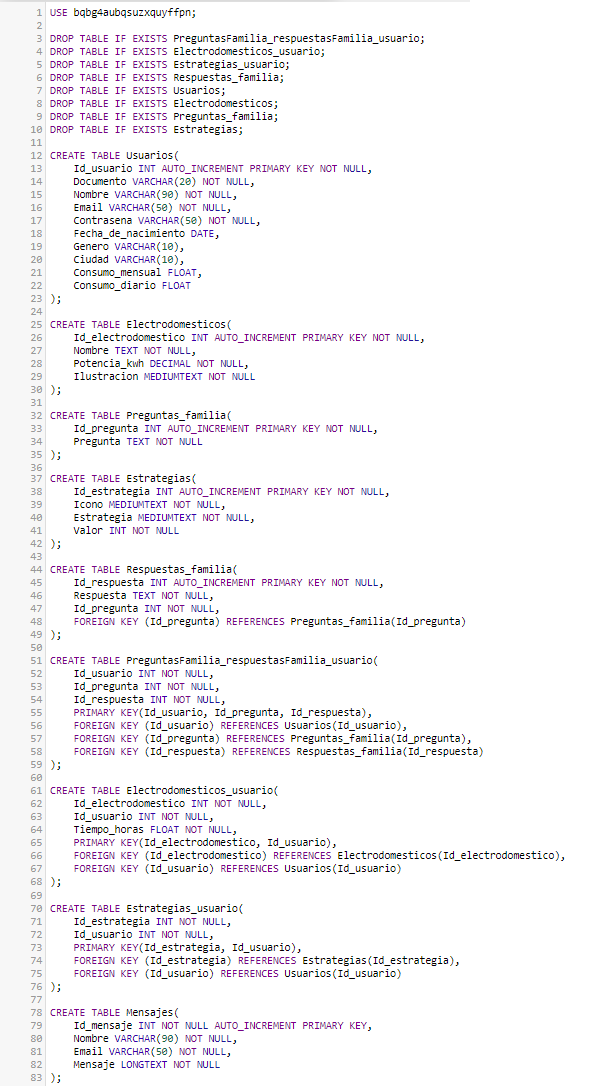 1 USE bqbg4aubqsuzxquyffpn;
2
3 DROP TABLE IF EXISTS PreguntasFamilia_respuestasFamilia_usuario;
4 DROP TABLE IF EXISTS Electrodomesticos_usuario;
5 DROP TABLE IF EXISTS Estrategias_usuario;
6 DROP TABLE IF EXISTS Respuestas_familia;
7 DROP TABLE IF EXISTS Usuarios;
8 DROP TABLE IF EXISTS Electrodomesticos;
9 DROP TABLE IF EXISTS Preguntas_familia;
10 DROP TABLE IF EXISTS Estrategias;
11
12 CREATE TABLE Usuarios(
13     Id_usuario INT AUTO_INCREMENT PRIMARY KEY NOT NULL,
14     Documento VARCHAR(20) NOT NULL,
15     Nombre VARCHAR(90) NOT NULL,
16     Email VARCHAR(50) NOT NULL,
17     Contrasena VARCHAR(50) NOT NULL,
18     Fecha_de_nacimiento DATE,
19     Genero VARCHAR(10),
20     Ciudad VARCHAR(10),
21     Consumo_mensual FLOAT,
22     Consumo_diario FLOAT
23 );
24
25 CREATE TABLE Electrodomesticos(
26     Id_electrodomestico INT AUTO_INCREMENT PRIMARY KEY NOT NULL,
27     Nombre TEXT NOT NULL,
28     Potencia_kwh DECIMAL NOT NULL,
29     Ilustracion MEDIUMTEXT NOT NULL
30 );
31
32 CREATE TABLE Preguntas_familia(
33     Id_pregunta INT AUTO_INCREMENT PRIMARY KEY NOT NULL,
34     Pregunta TEXT NOT NULL
35 );
36
37 CREATE TABLE Estrategias(
38     Id_estrategia INT AUTO_INCREMENT PRIMARY KEY NOT NULL,
39     Icono MEDIUMTEXT NOT NULL,
40     Estrategia MEDIUMTEXT NOT NULL,
41     Valor INT NOT NULL
42 );
43
44 CREATE TABLE Respuestas_familia(
45     Id_respuesta INT AUTO_INCREMENT PRIMARY KEY NOT NULL,
46     Respuesta TEXT NOT NULL,
47     Id_pregunta INT NOT NULL,
48     FOREIGN KEY (Id_pregunta) REFERENCES Preguntas_familia(Id_pregunta)
49 );
50
51 CREATE TABLE PreguntasFamilia_respuestasFamilia_usuario(
52     Id_usuario INT NOT NULL,
53     Id_pregunta INT NOT NULL,
54     Id_respuesta INT NOT NULL,
55     PRIMARY KEY(Id_usuario, Id_pregunta, Id_respuesta),
56     FOREIGN KEY (Id_usuario) REFERENCES Usuarios(Id_usuario),
57     FOREIGN KEY (Id_pregunta) REFERENCES Preguntas_familia(Id_pregunta),
58     FOREIGN KEY (Id_respuesta) REFERENCES Respuestas_familia(Id_respuesta)
59 );
60
61 CREATE TABLE Electrodomesticos_usuario(
62     Id_electrodomestico INT NOT NULL,
63     Id_usuario INT NOT NULL,
64     Tiempo_horas FLOAT NOT NULL,
65     PRIMARY KEY(Id_electrodomestico, Id_usuario),
66     FOREIGN KEY (Id_electrodomestico) REFERENCES Electrodomesticos(Id_electrodomestico),
67     FOREIGN KEY (Id_usuario) REFERENCES Usuarios(Id_usuario)
68 );
69
70 CREATE TABLE Estrategias_usuario(
71     Id_estrategia INT NOT NULL,
72     Id_usuario INT NOT NULL,
73     PRIMARY KEY(Id_estrategia, Id_usuario),
74     FOREIGN KEY (Id_estrategia) REFERENCES Estrategias(Id_estrategia),
75     FOREIGN KEY (Id_usuario) REFERENCES Usuarios(Id_usuario)
76 );
77
78 CREATE TABLE Mensajes(
79     Id_mensaje INT NOT NULL AUTO_INCREMENT PRIMARY KEY,
80     Nombre VARCHAR(90) NOT NULL,
81     Email VARCHAR(50) NOT NULL,
82     Mensaje LONGTEXT NOT NULL
83 );